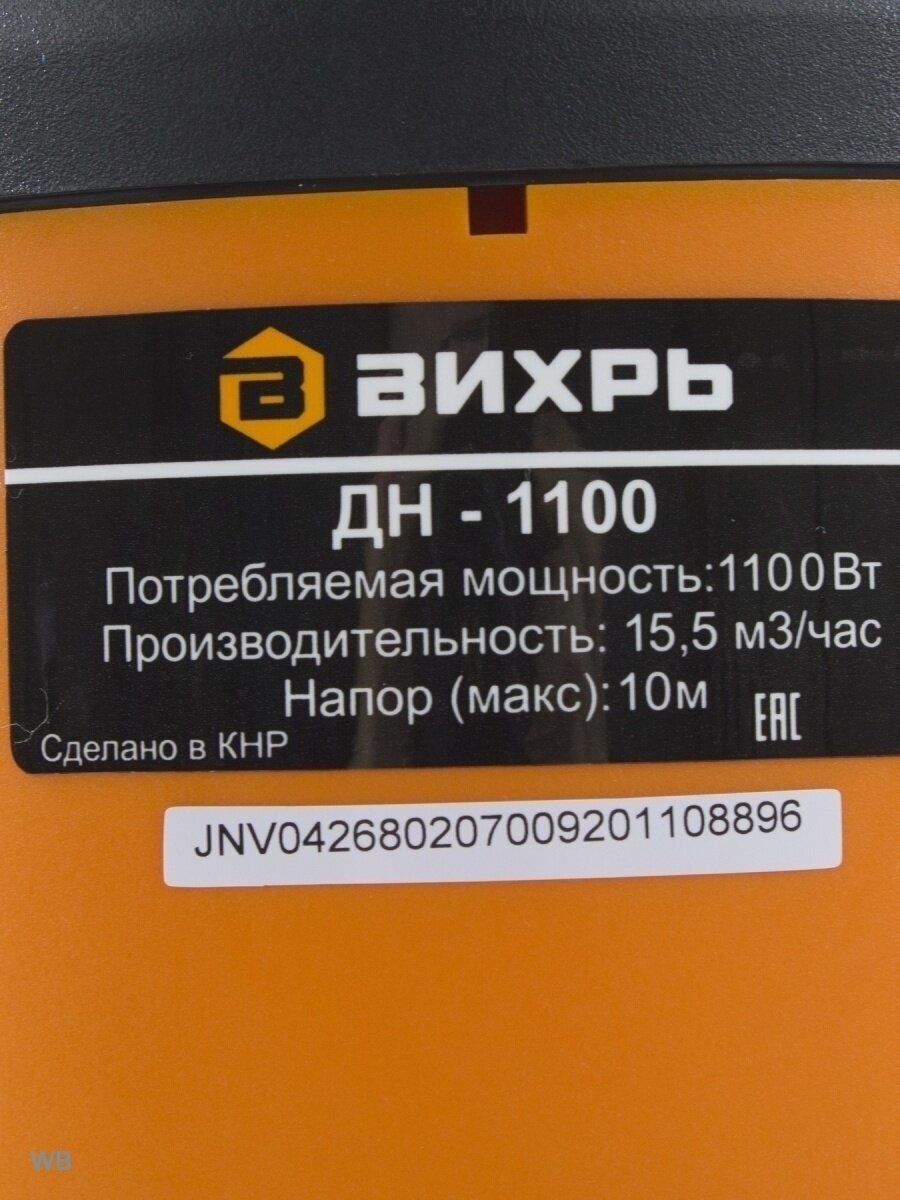 В ВИХРЬ
ДН - 1100
Потребляемая мощность:1100Вт
Производительность: 15,5 м3/час
Напор (макс):10м
EAC
Сделано в КНР
JNV042680207009201108896
WB